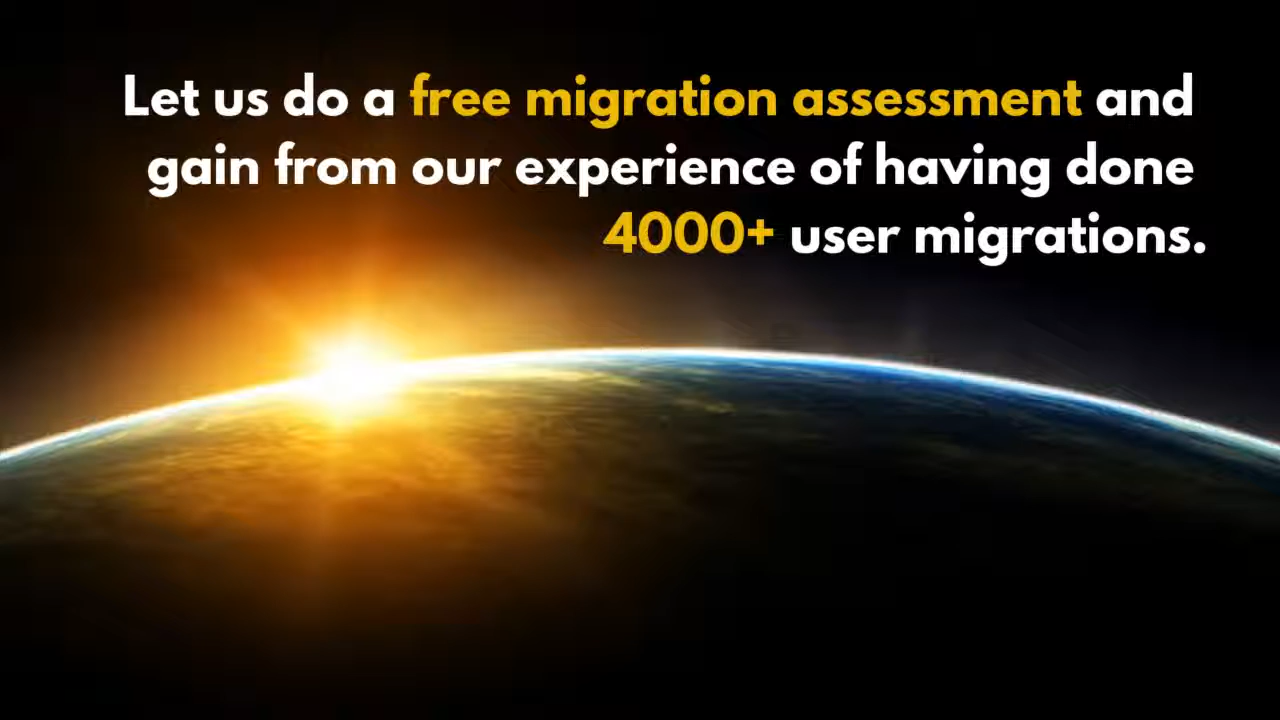 Let us do a free migration assessment and
gain from our experience of having done
4000+ user migrations.